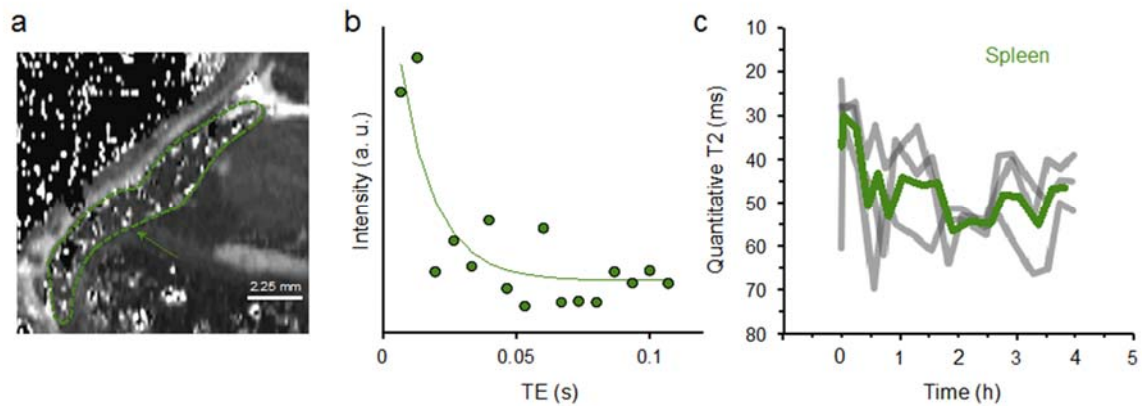 a
2.25 mm
b
Intensity (a. u.)
0
0.05
0.1
TE (s)
c
Quantitative T2 (ms)
10
20
30
40
50
60
70
80
Spleen
0
1
2
3
4
5
Time (h)